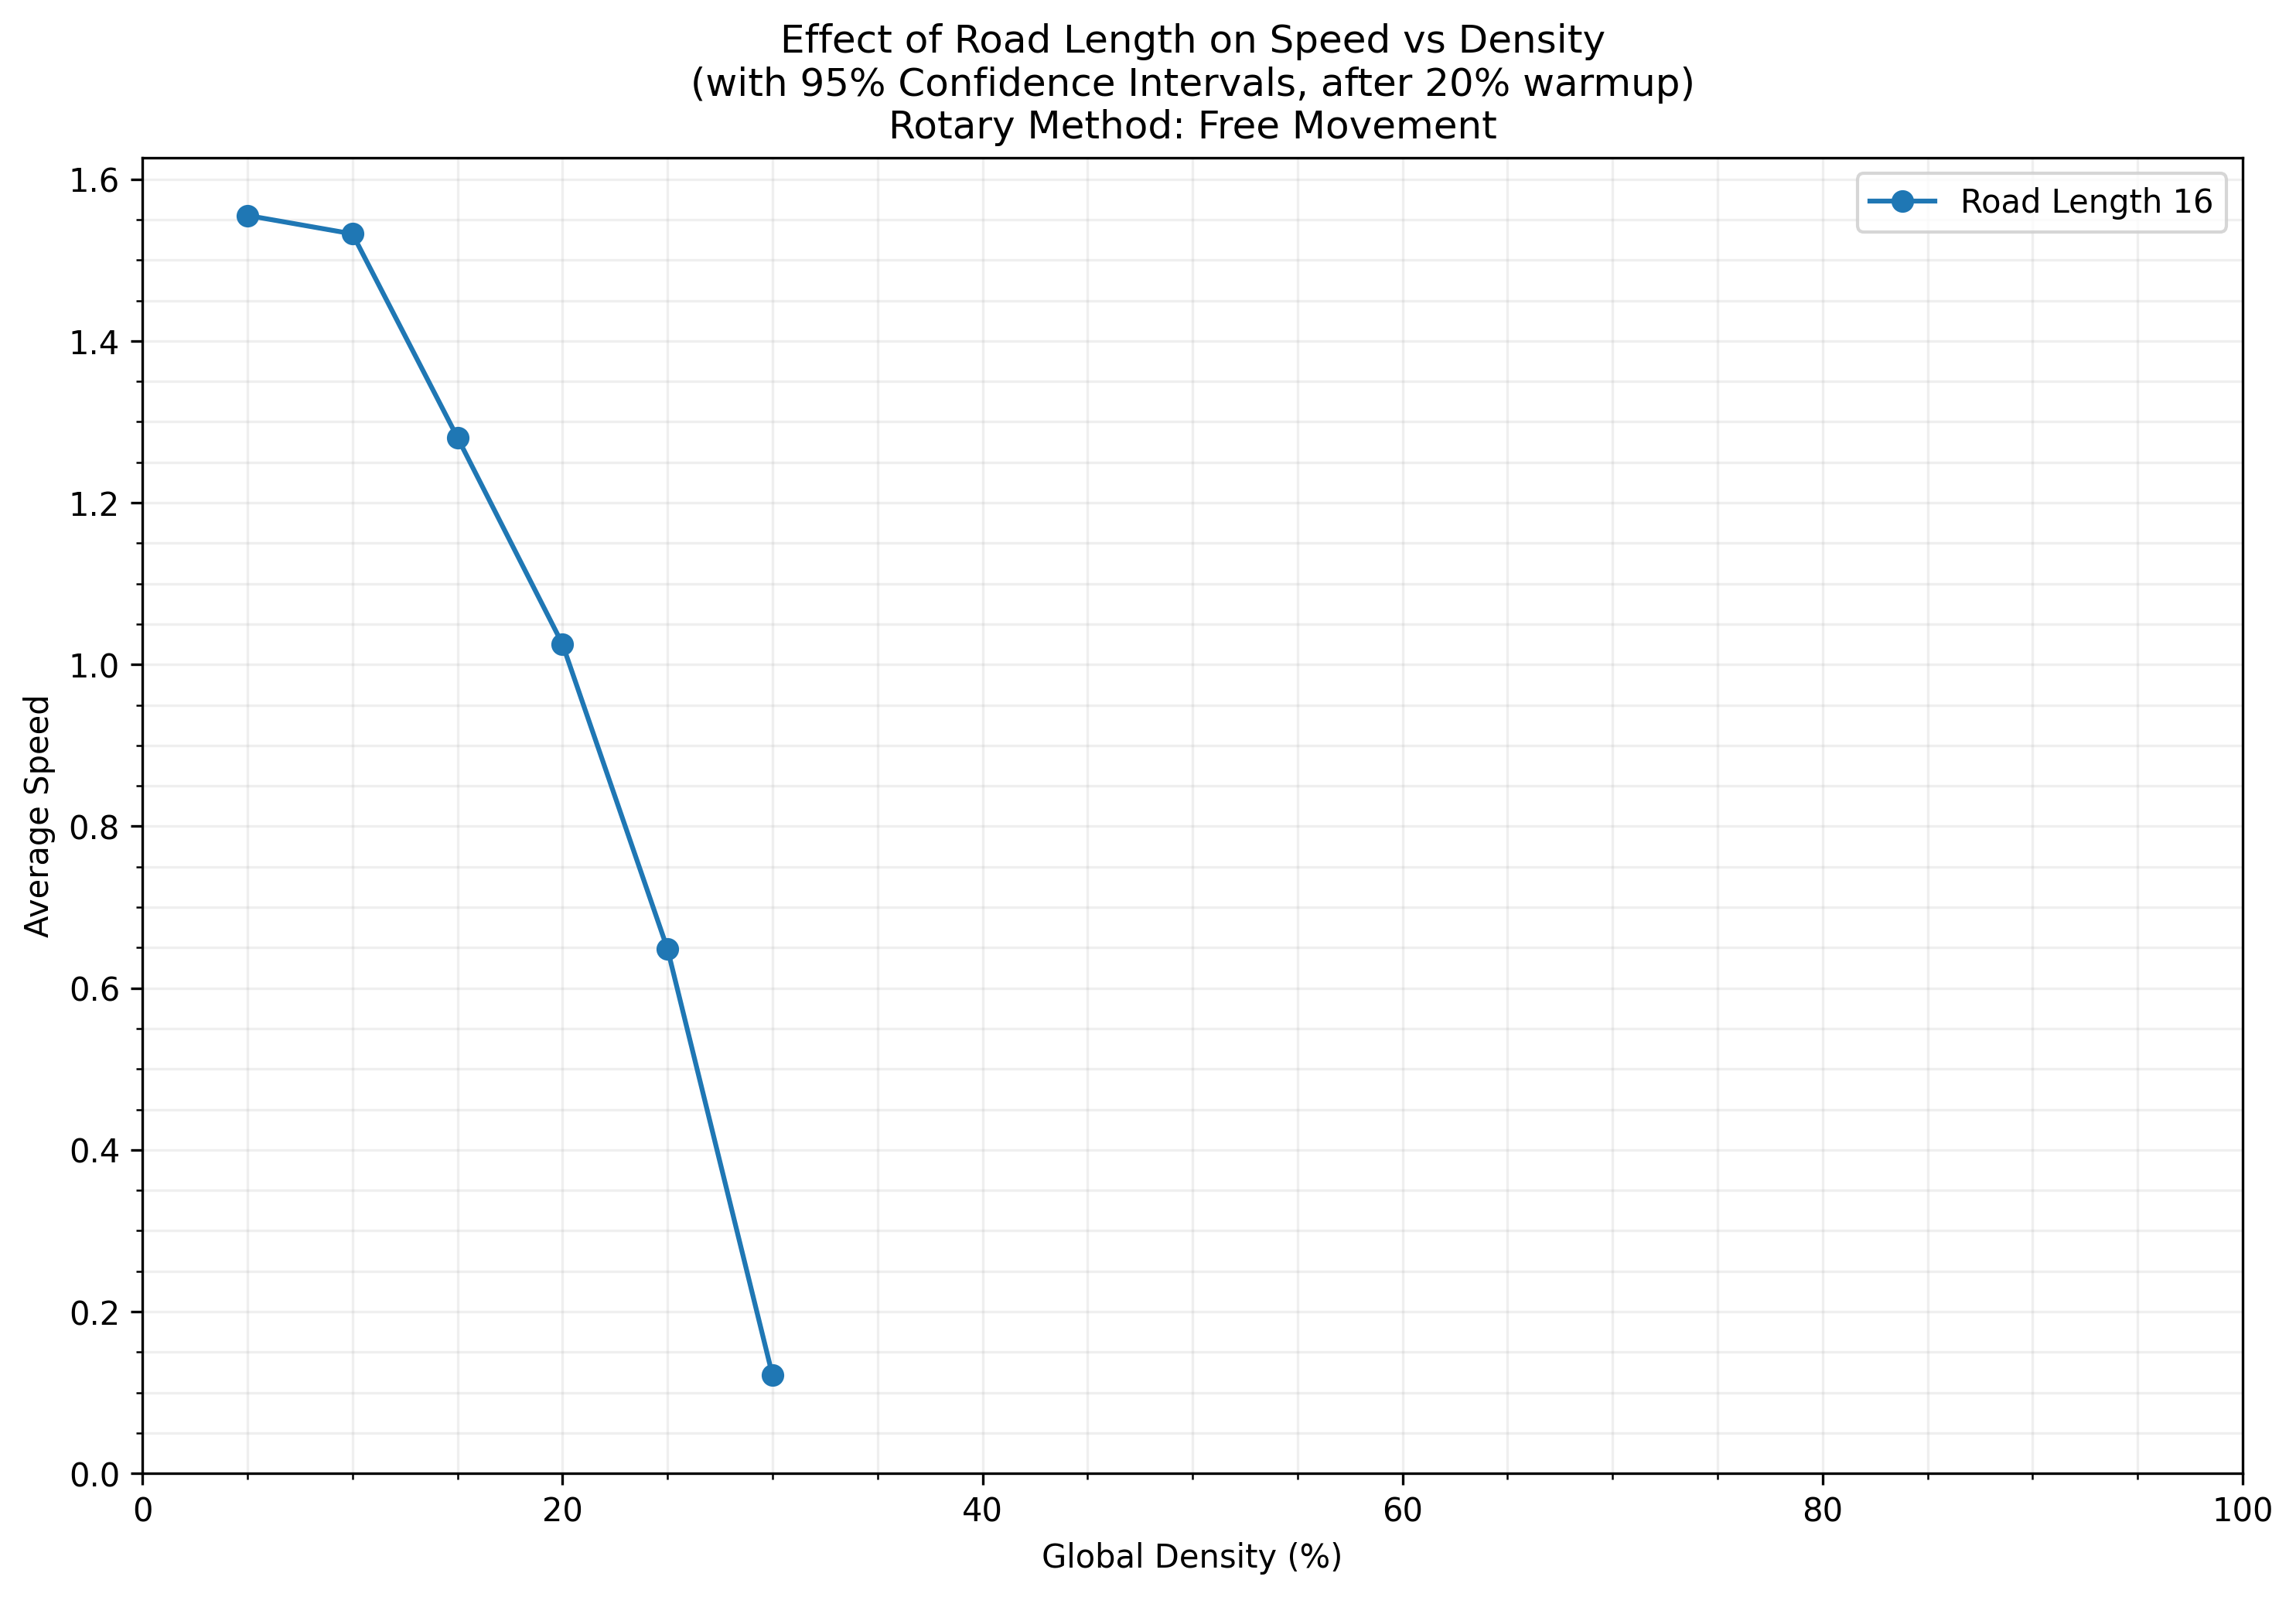 Effect of Road Length on Speed vs Density
(with 95% Confidence Intervals, after 20% warmup)
Rotary Method: Free Movement
Road Length 16
1.6
1.4
1.2
1.0
0.8
0.6
0.4
0.2
0.0
Average Speed
0 20 40 60 80 100
Global Density (%)